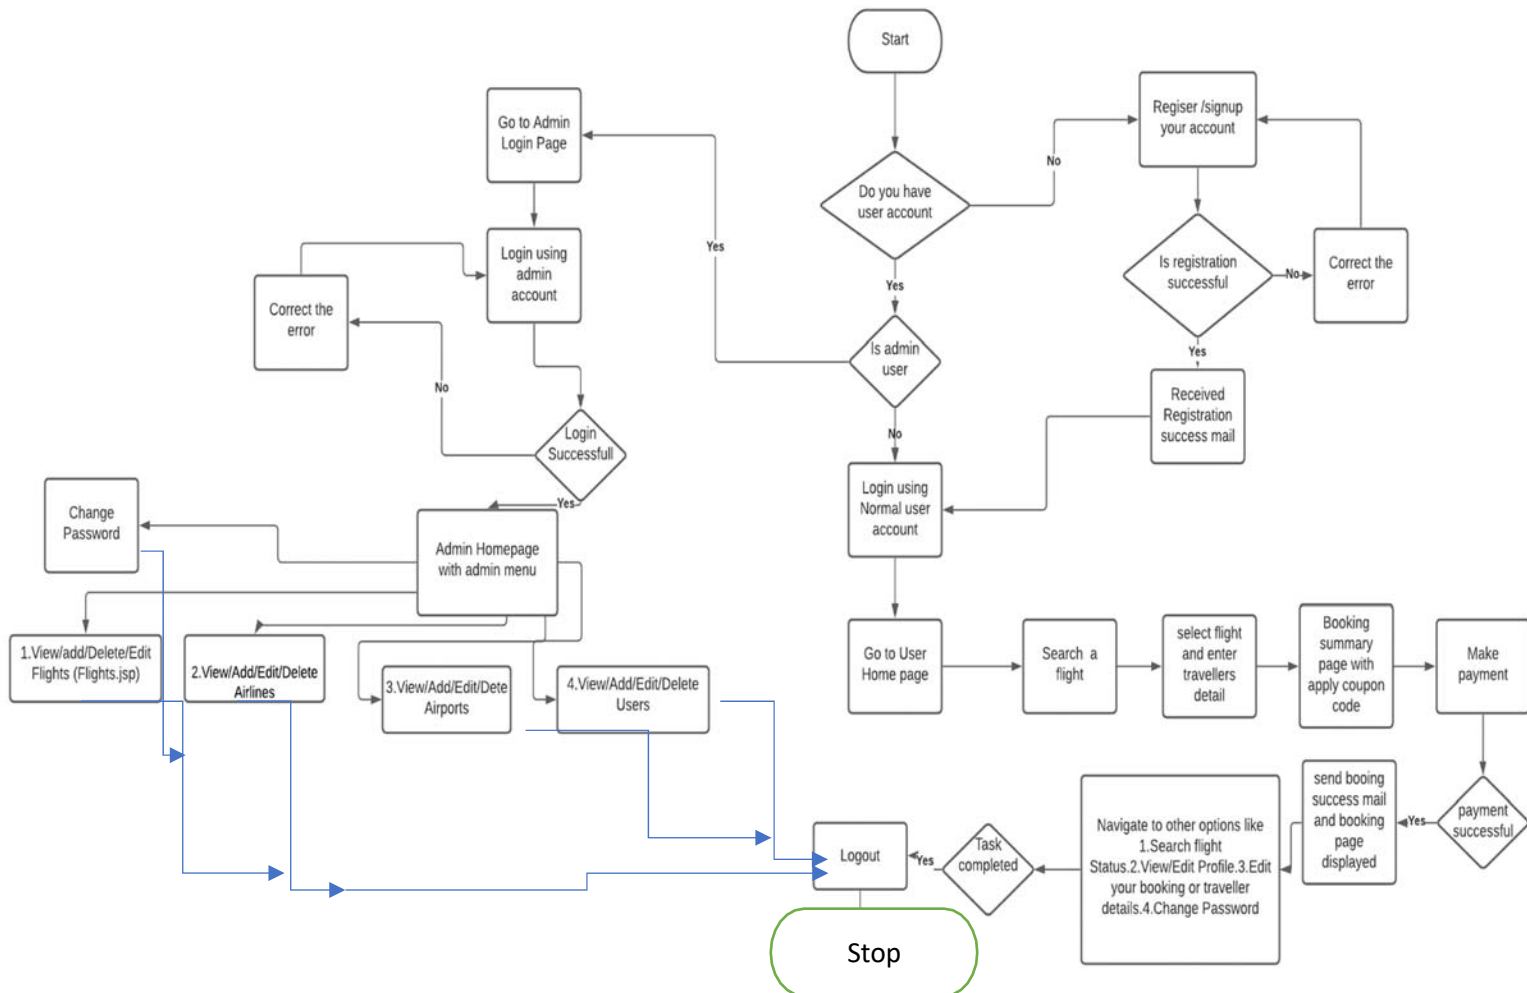 Start
Go to Admin
Login Page
Regiser /signup
your account
No
Do you have
user account
Yes
Login using
admin
account
Is registration
successful
No
Correct the
error
Correct the
error
Yes
Is admin
user
Yes
No
Received
Registration
success mail
No
Login
Successfull
Yes
Login using
Normal user
account
Change
Password
Admin Homepage
with admin menu
1.View/add/Delete/Edit
Flights (Flights.jsp)
2.View/Add/Edit/Delete
Airlines
3.View/Add/Edit/Dete
Airports
4.View/Add/Edit/Delete
Users
Go to User
Home page
Search a
flight
select flight
and enter
travellers
detail
Booking
summary
page with
apply coupon
code
Make
payment
payment
successful
Yes
send booing
success mail
and booking
page
displayed
Navigate to other options like
1.Search flight
Status.2.View/Edit Profile.3.Edit
your booking or traveller
details.4.Change Password
Task
completed
Yes
Logout
Stop